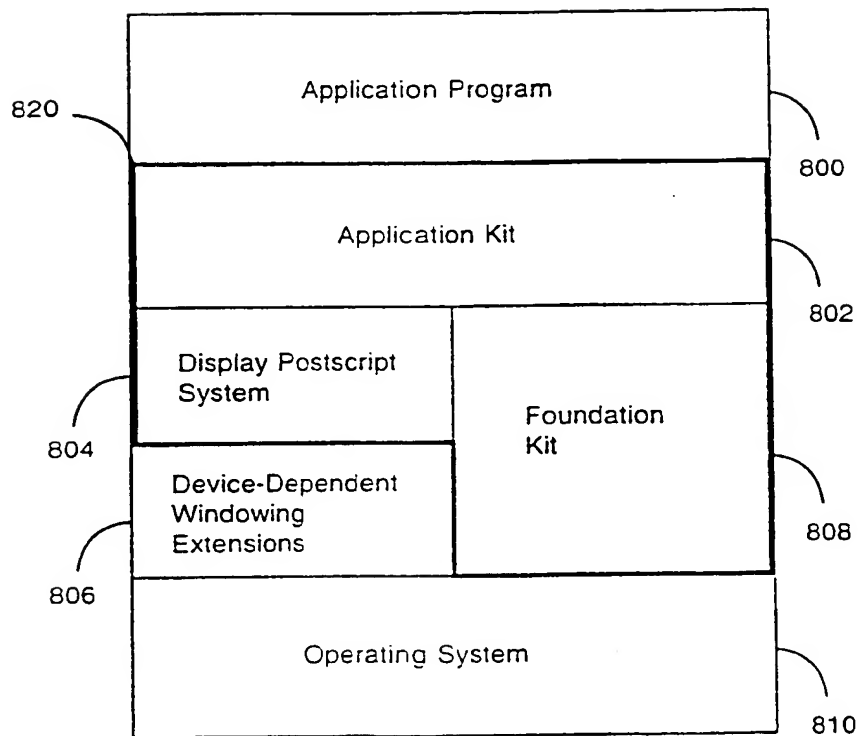 Application Program
820
800
Application Kit
802
Display Postscript
System
Foundation
Kit
804
Device-Dependent
Windowing
Extensions
808
806
Operating System
810